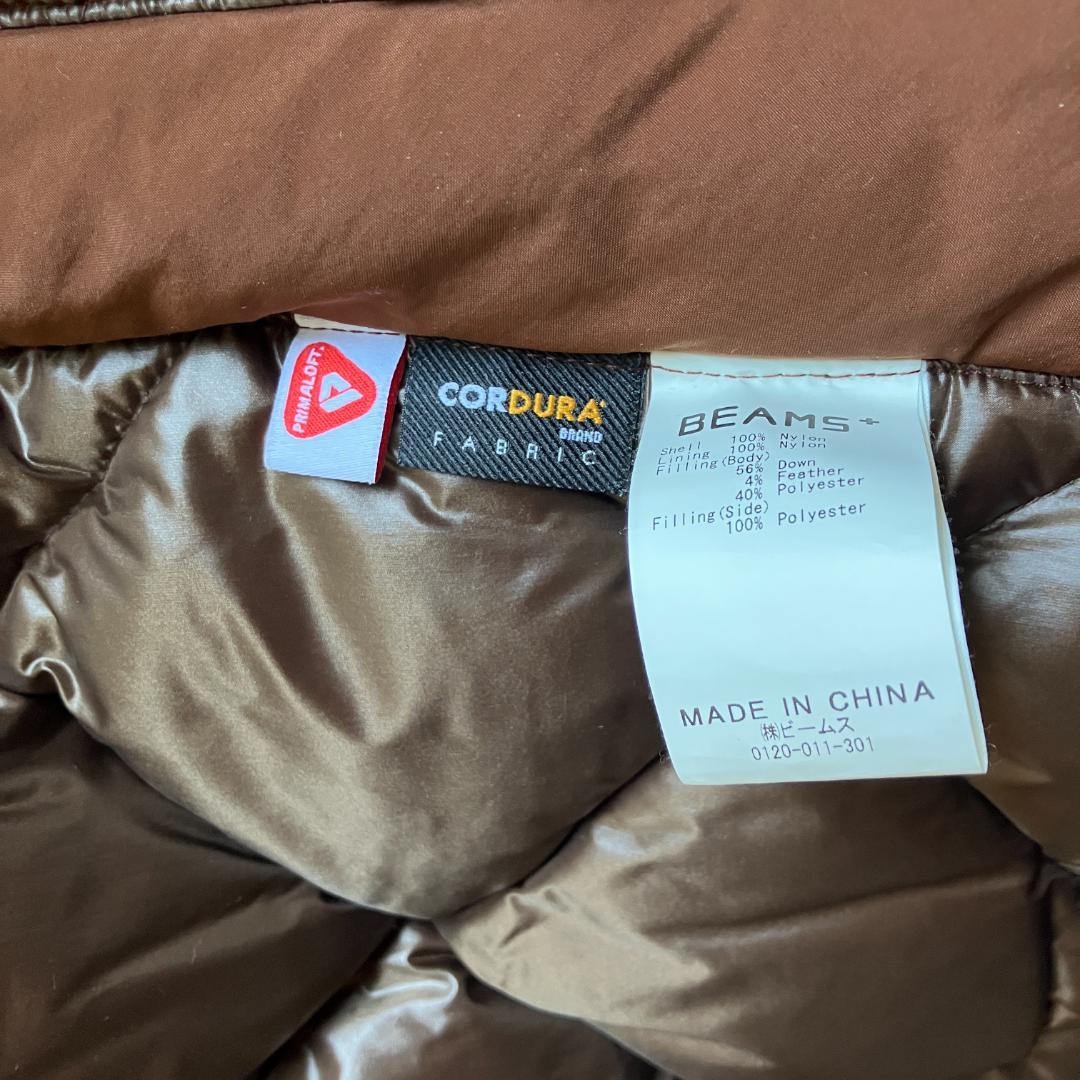 PRIMALOFT
CORDURA
BRAND
FABRIC
BEAMS+
Shell 100% Nylon
Lining 100% Nylon
Filling(Body)
56% Down
4% Feather
40% Polyester
Filling(Side)
100% Polyester
MADE IN CHINA
㈱ビームス
0120-011-301